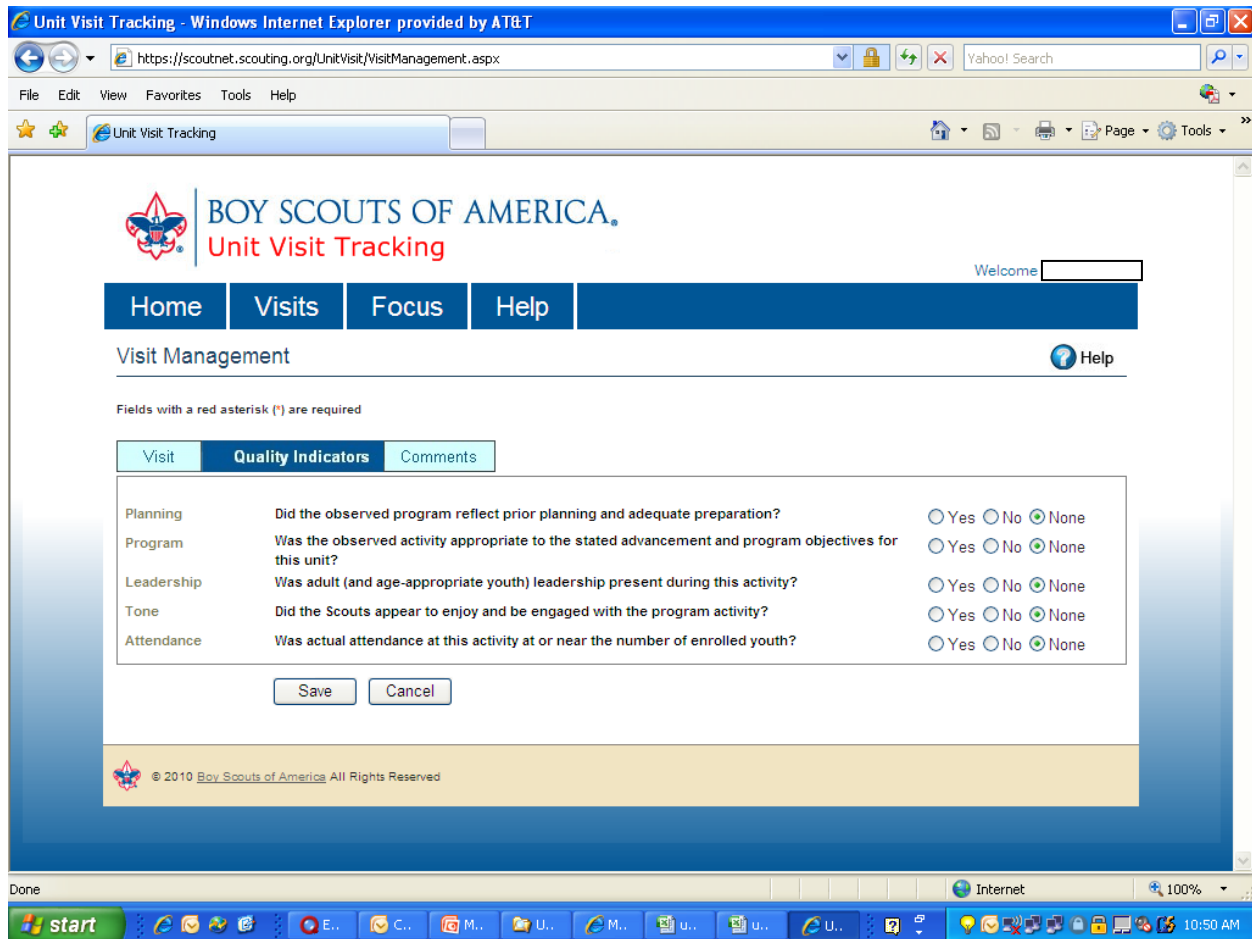 Unit Visit Tracking - Windows Internet Explorer provided by AT&T
https://scoutnet.scouting.org/UnitVisit/VisitManagement.aspx
Yahoo! Search
File Edit View Favorites Tools Help
Unit Visit Tracking
Page Tools »
BOY SCOUTS OF AMERICA®
Unit Visit Tracking
Welcome
Home Visits Focus Help
Visit Management
Help
Fields with a red asterisk (*) are required
Visit Quality Indicators Comments
Planning Did the observed program reflect prior planning and adequate preparation? Yes No None
Program Was the observed activity appropriate to the stated advancement and program objectives for
this unit? Yes No None
Leadership Was adult (and age-appropriate youth) leadership present during this activity? Yes No None
Tone Did the Scouts appear to enjoy and be engaged with the program activity? Yes No None
Attendance Was actual attendance at this activity at or near the number of enrolled youth? Yes No None
Save Cancel
© 2010 Boy Scouts of America All Rights Reserved
Done Internet 100%
start E.. C.. M.. U.. M.. u.. u.. U.. 10:50 AM